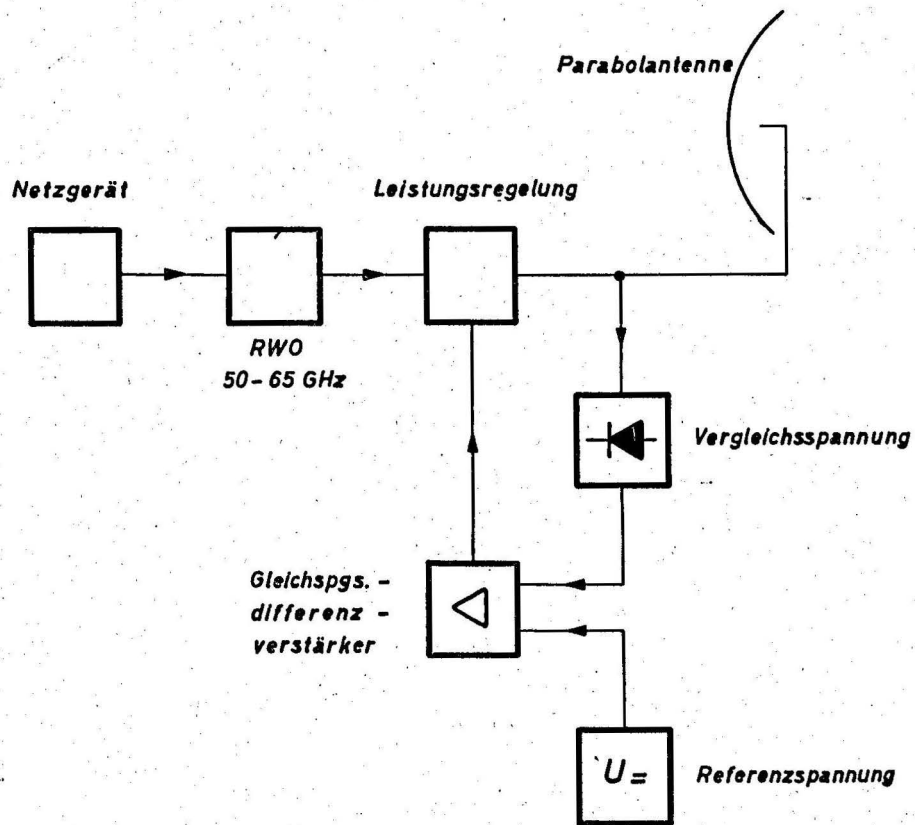 Parabolantenne
Netzgerät
Leistungsregelung
RWO
50-65 GHz
Vergleichsspannung
Gleichspgs.-
differenz-
verstärker
U=
Referenzspannung